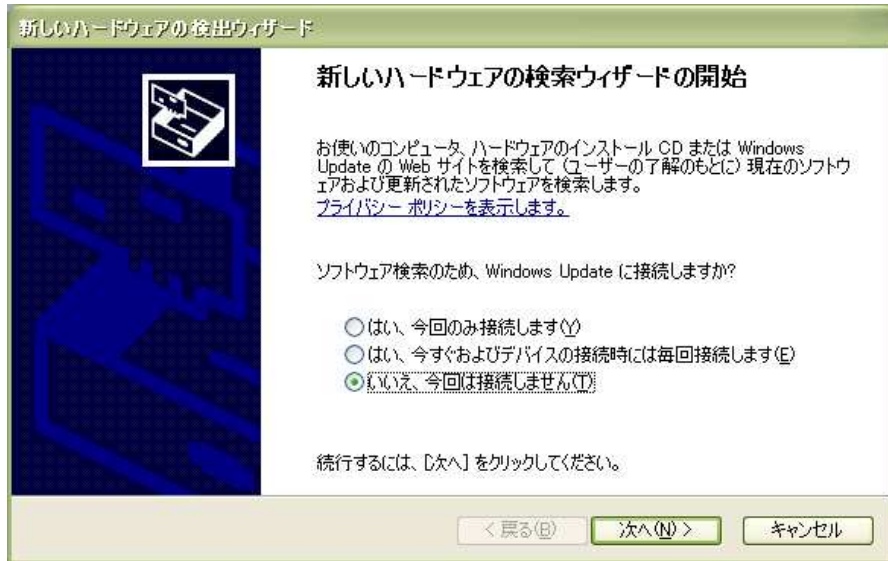 新しいハードウェアの検出ウィザード
新しいハードウェアの検索ウィザードの開始
お使いのコンピュータ、ハードウェアのインストール CD または Windows
Update の Web サイトを検索して (ユーザーの了解のもとに) 現在のソフトウ
ェアおよび更新されたソフトウェアを検索します。
プライバシー ポリシーを表示します。
ソフトウェア検索のため、Windows Update に接続しますか?
はい、今回のみ接続します(Y)
はい、今すぐおよびデバイスの接続時には毎回接続します(E)
いいえ、今回は接続しません(T)
続行するには、[次へ] をクリックしてください。
< 戻る(B) 次へ(N) > キャンセル